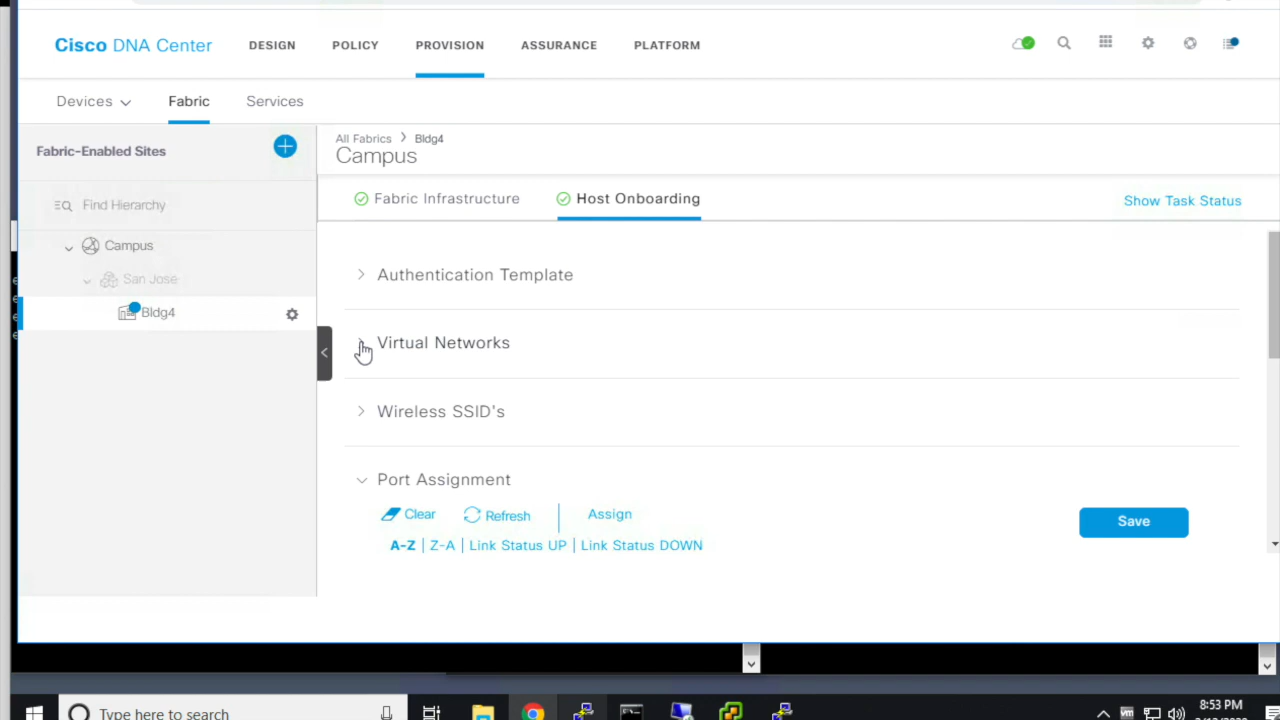 Cisco DNA Center DESIGN POLICY PROVISION ASSURANCE PLATFORM
Devices Fabric Services
Fabric-Enabled Sites
All Fabrics > Bldg4
Campus
Find Hierarchy
Fabric Infrastructure Host Onboarding Show Task Status
Campus
San Jose
Bldg4
Authentication Template
Virtual Networks
Wireless SSID's
Port Assignment
Clear Refresh Assign Save
A-Z | Z-A | Link Status UP | Link Status DOWN
Type here to search
8:53 PM